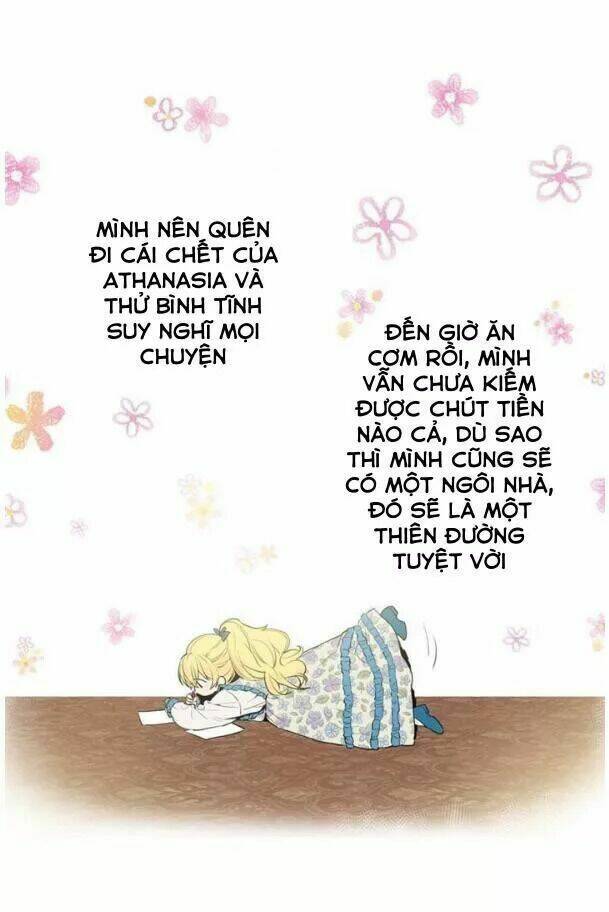 MÌNH NÊN QUÊN
ĐI CÁI CHẾT CỦA
ATHANASIA VÀ
THỬ BÌNH TĨNH
SUY NGHĨ MỌI
CHUYỆN
ĐẾN GIỜ ĂN
CƠM RỒI, MÌNH
VẪN CHƯA KIẾM
ĐƯỢC CHÚT TIỀN
NÀO CẢ, DÙ SAO
THÌ MÌNH CŨNG SẼ
CÓ MỘT NGÔI NHÀ,
ĐÓ SẼ LÀ MỘT
THIÊN ĐƯỜNG
TUYỆT VỜI